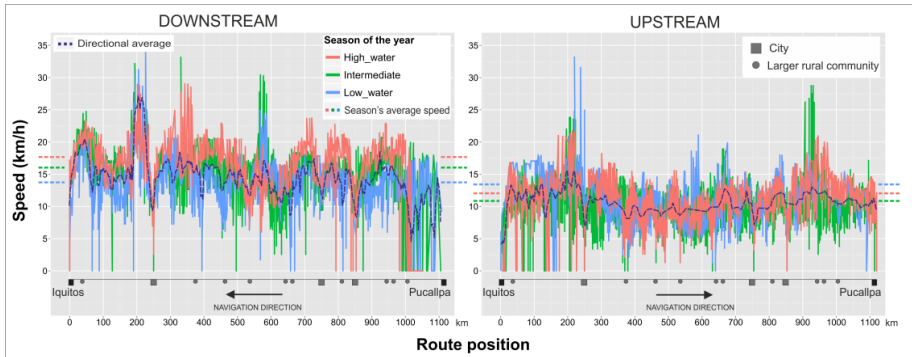 DOWNSTREAM
UPSTREAM
Directional average
Season of the year
High_water
Intermediate
Low_water
Season's average speed
City
Larger rural community
Speed (km/h)
35
30
25
20
15
10
5
0
35
30
25
20
15
10
5
0
Iquitos
Pucallpa
NAVIGATION DIRECTION
0 100 200 300 400 500 600 700 800 900 1000 1100 km
Iquitos
Pucallpa
NAVIGATION DIRECTION
0 100 200 300 400 500 600 700 800 900 1000 1100 km
Route position